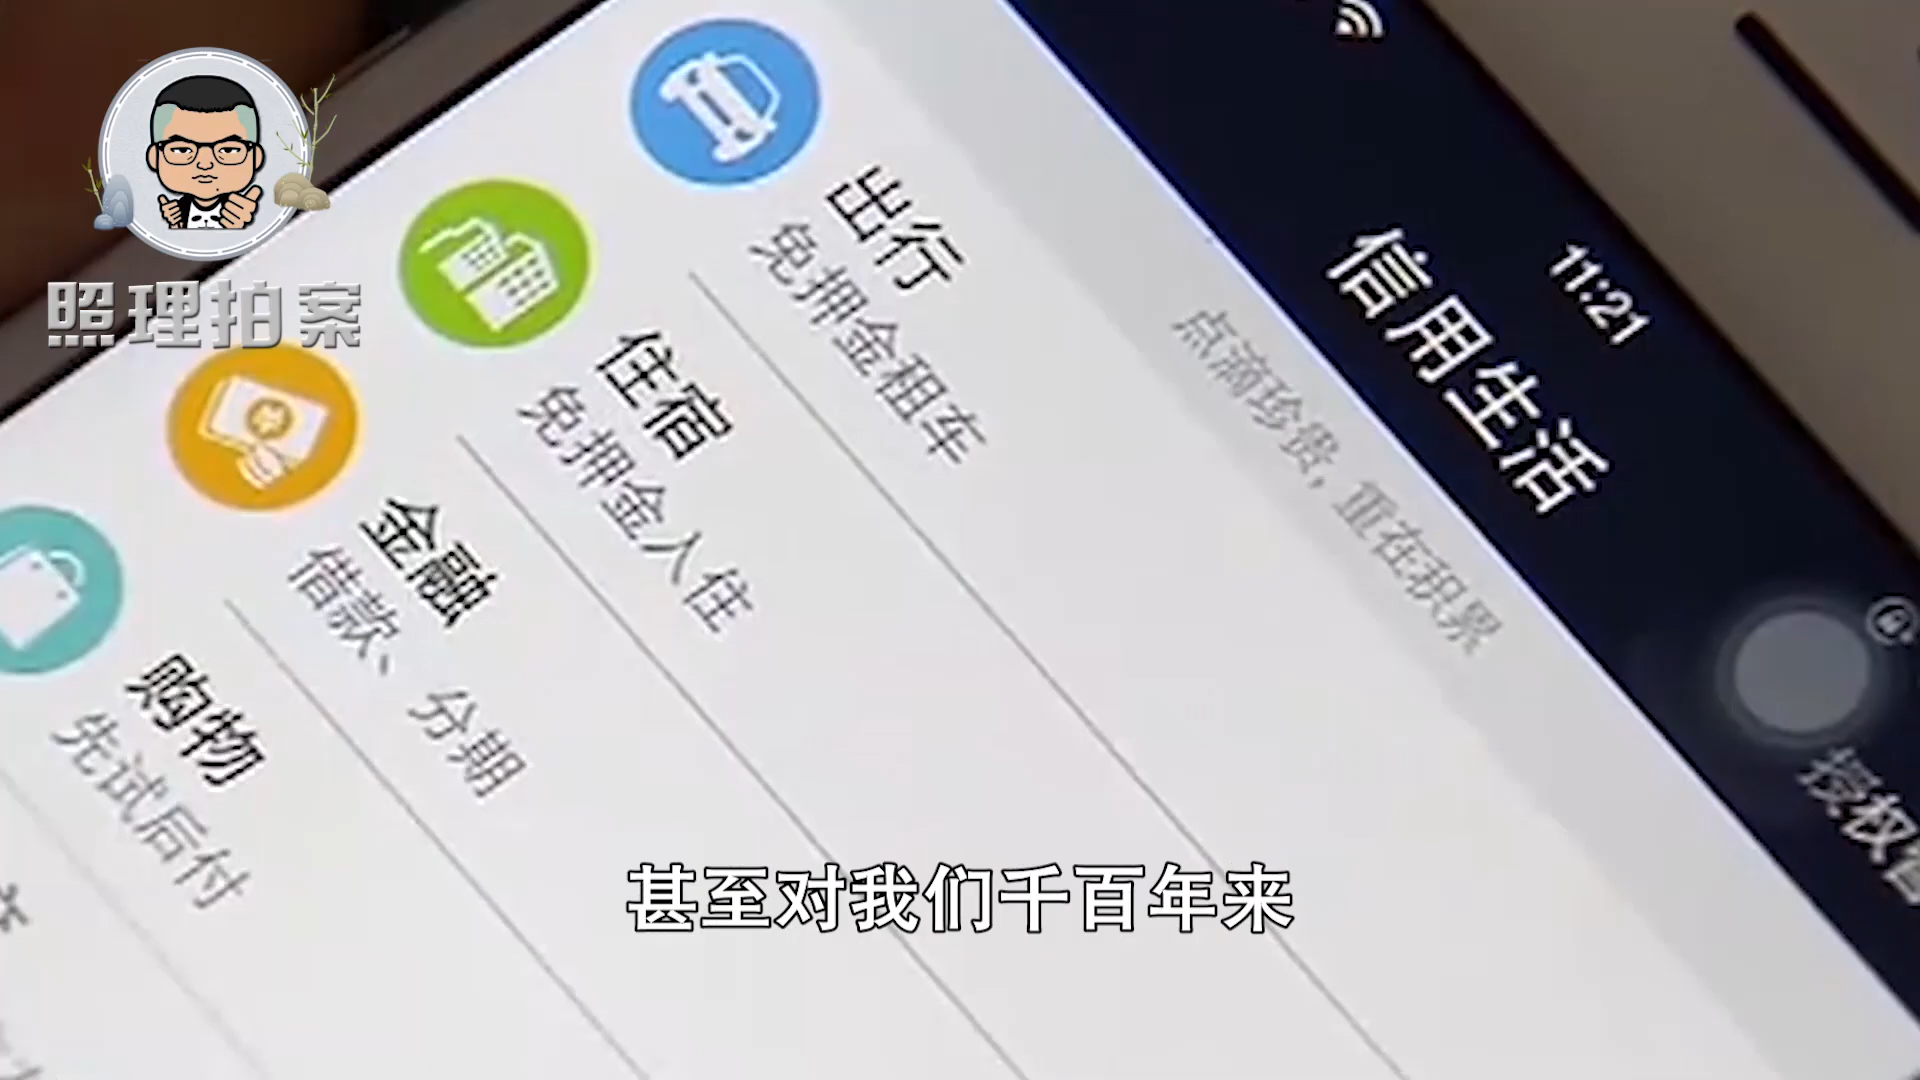 照理拍案
11:21
信用生活
点滴珍贵，重在积累
出行
免押金租车
住宿
免押金入住
金融
借款、分期
购物
先试后付
授权
甚至对我们千百年来